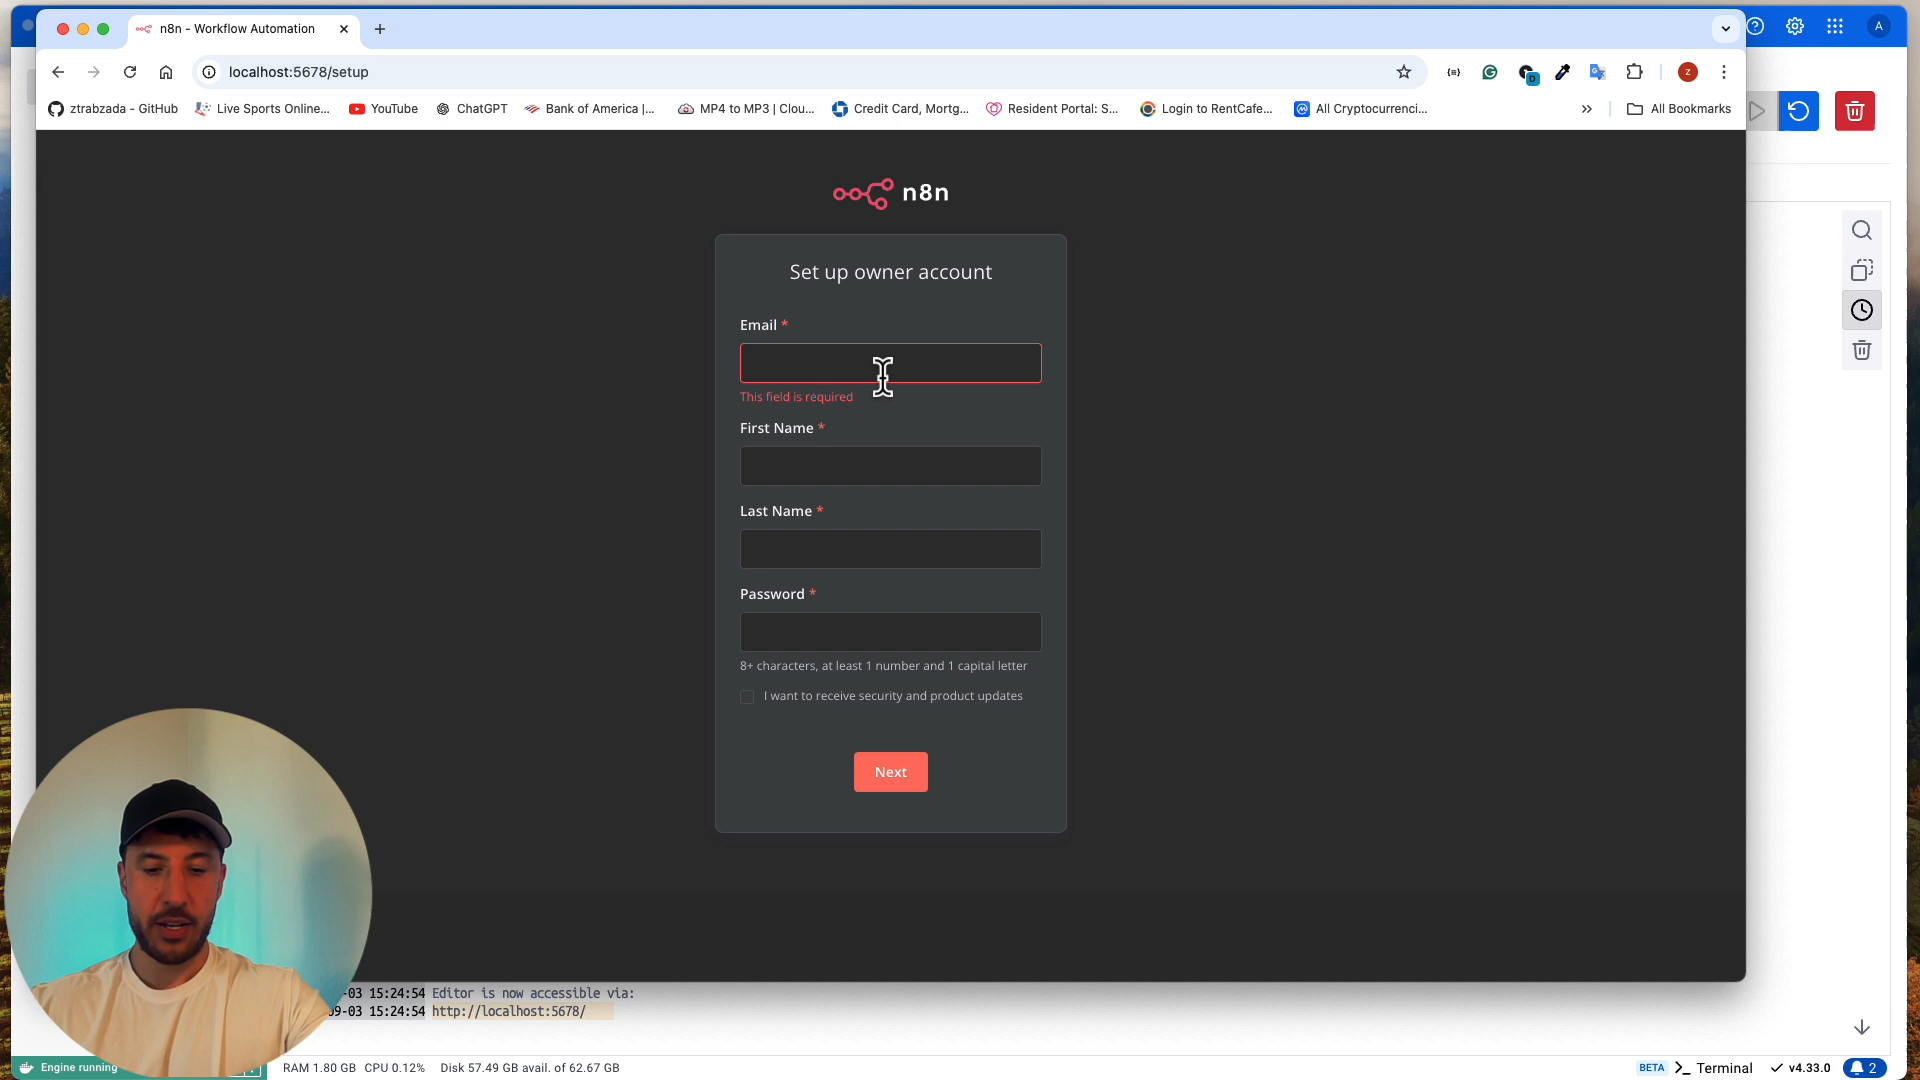 n8n - Workflow Automation
A
localhost:5678/setup
z
ztrabzada - GitHub
Live Sports Online...
YouTube
ChatGPT
Bank of America |...
MP4 to MP3 | Clou...
Credit Card, Mortg...
Resident Portal: S...
Login to RentCafe...
All Cryptocurrenci...
All Bookmarks
n8n
Set up owner account
Email *
This field is required
First Name *
Last Name *
Password *
8+ characters, at least 1 number and 1 capital letter
I want to receive security and product updates
Next
-03 15:24:54 Editor is now accessible via:
09-03 15:24:54 http://localhost:5678/
Engine running
RAM 1.80 GB CPU 0.12% Disk 57.49 GB avail. of 62.67 GB
BETA >_ Terminal
v4.33.0
2